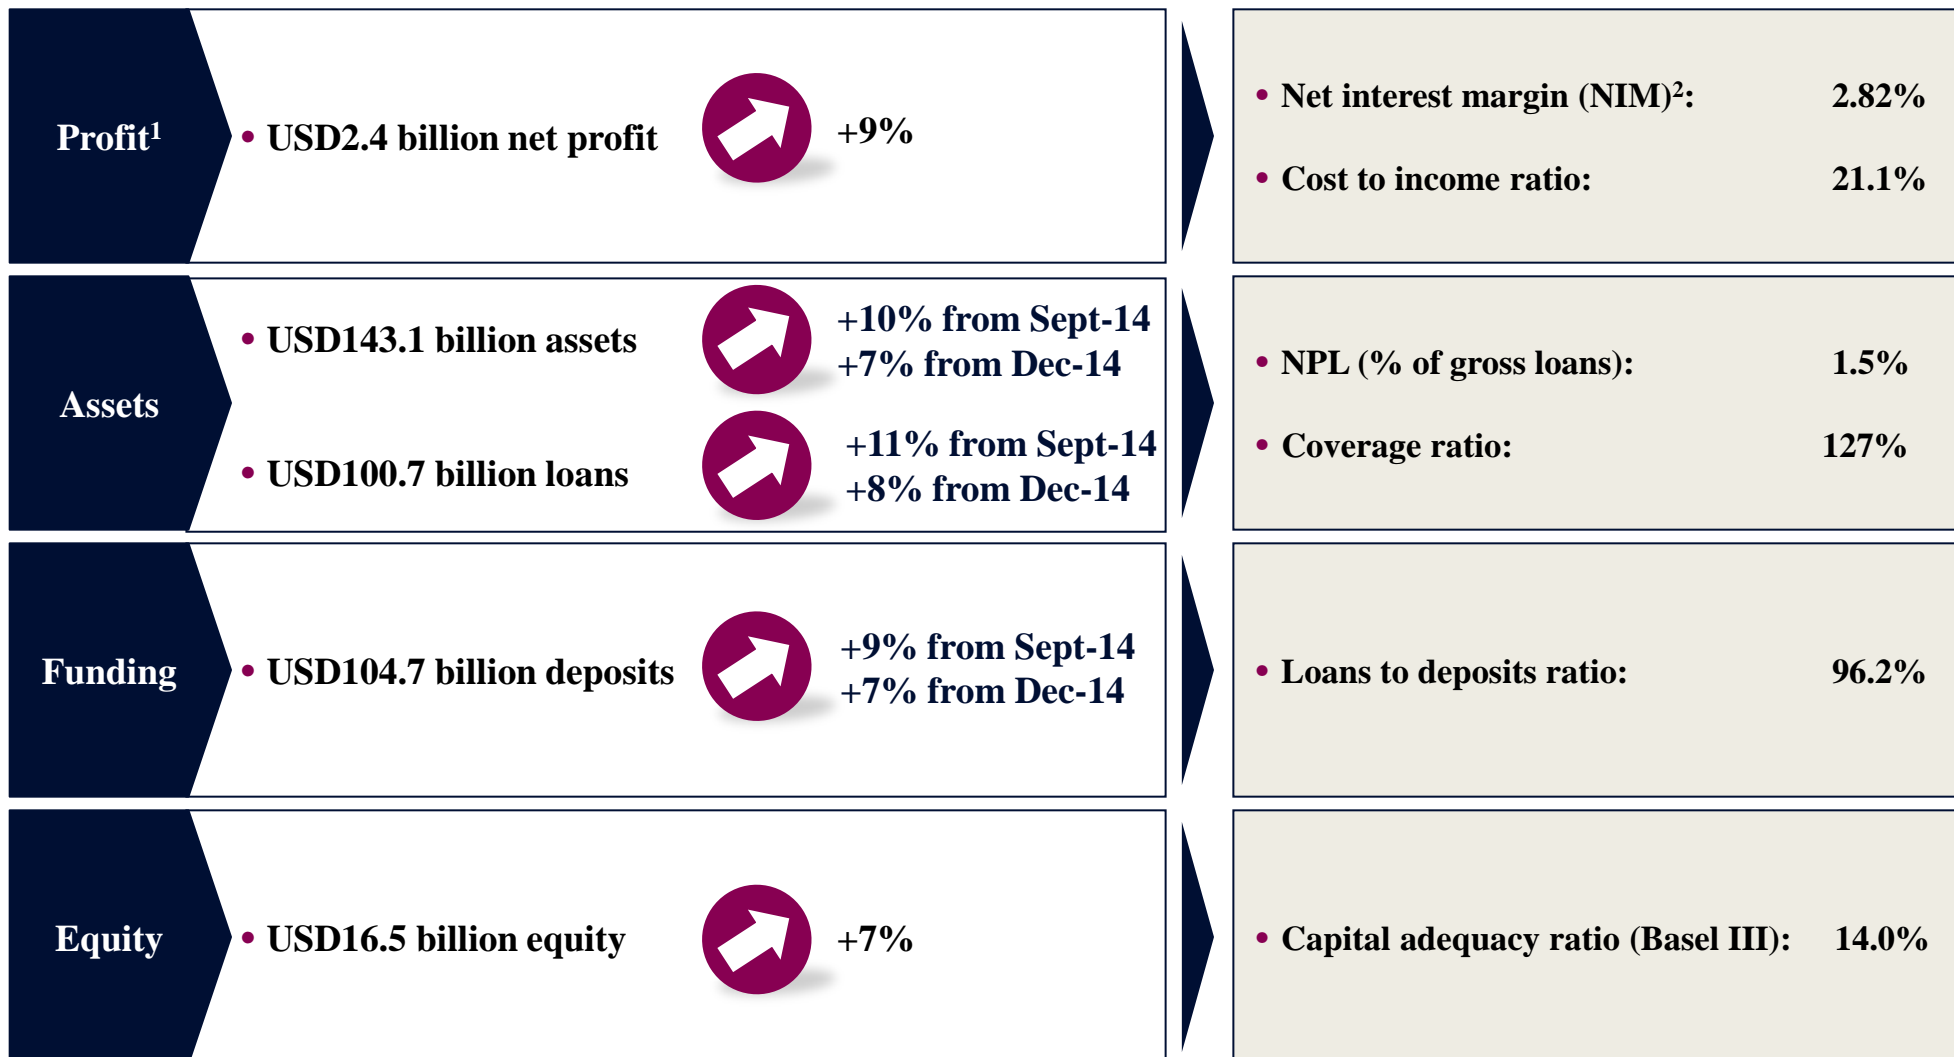 Profit¹
• USD2.4 billion net profit
+9%
• Net interest margin (NIM)²: 2.82%
• Cost to income ratio: 21.1%
Assets
• USD143.1 billion assets
+10% from Sept-14
+7% from Dec-14
• USD100.7 billion loans
+11% from Sept-14
+8% from Dec-14
• NPL (% of gross loans): 1.5%
• Coverage ratio: 127%
Funding
• USD104.7 billion deposits
+9% from Sept-14
+7% from Dec-14
• Loans to deposits ratio: 96.2%
Equity
• USD16.5 billion equity
+7%
• Capital adequacy ratio (Basel III): 14.0%